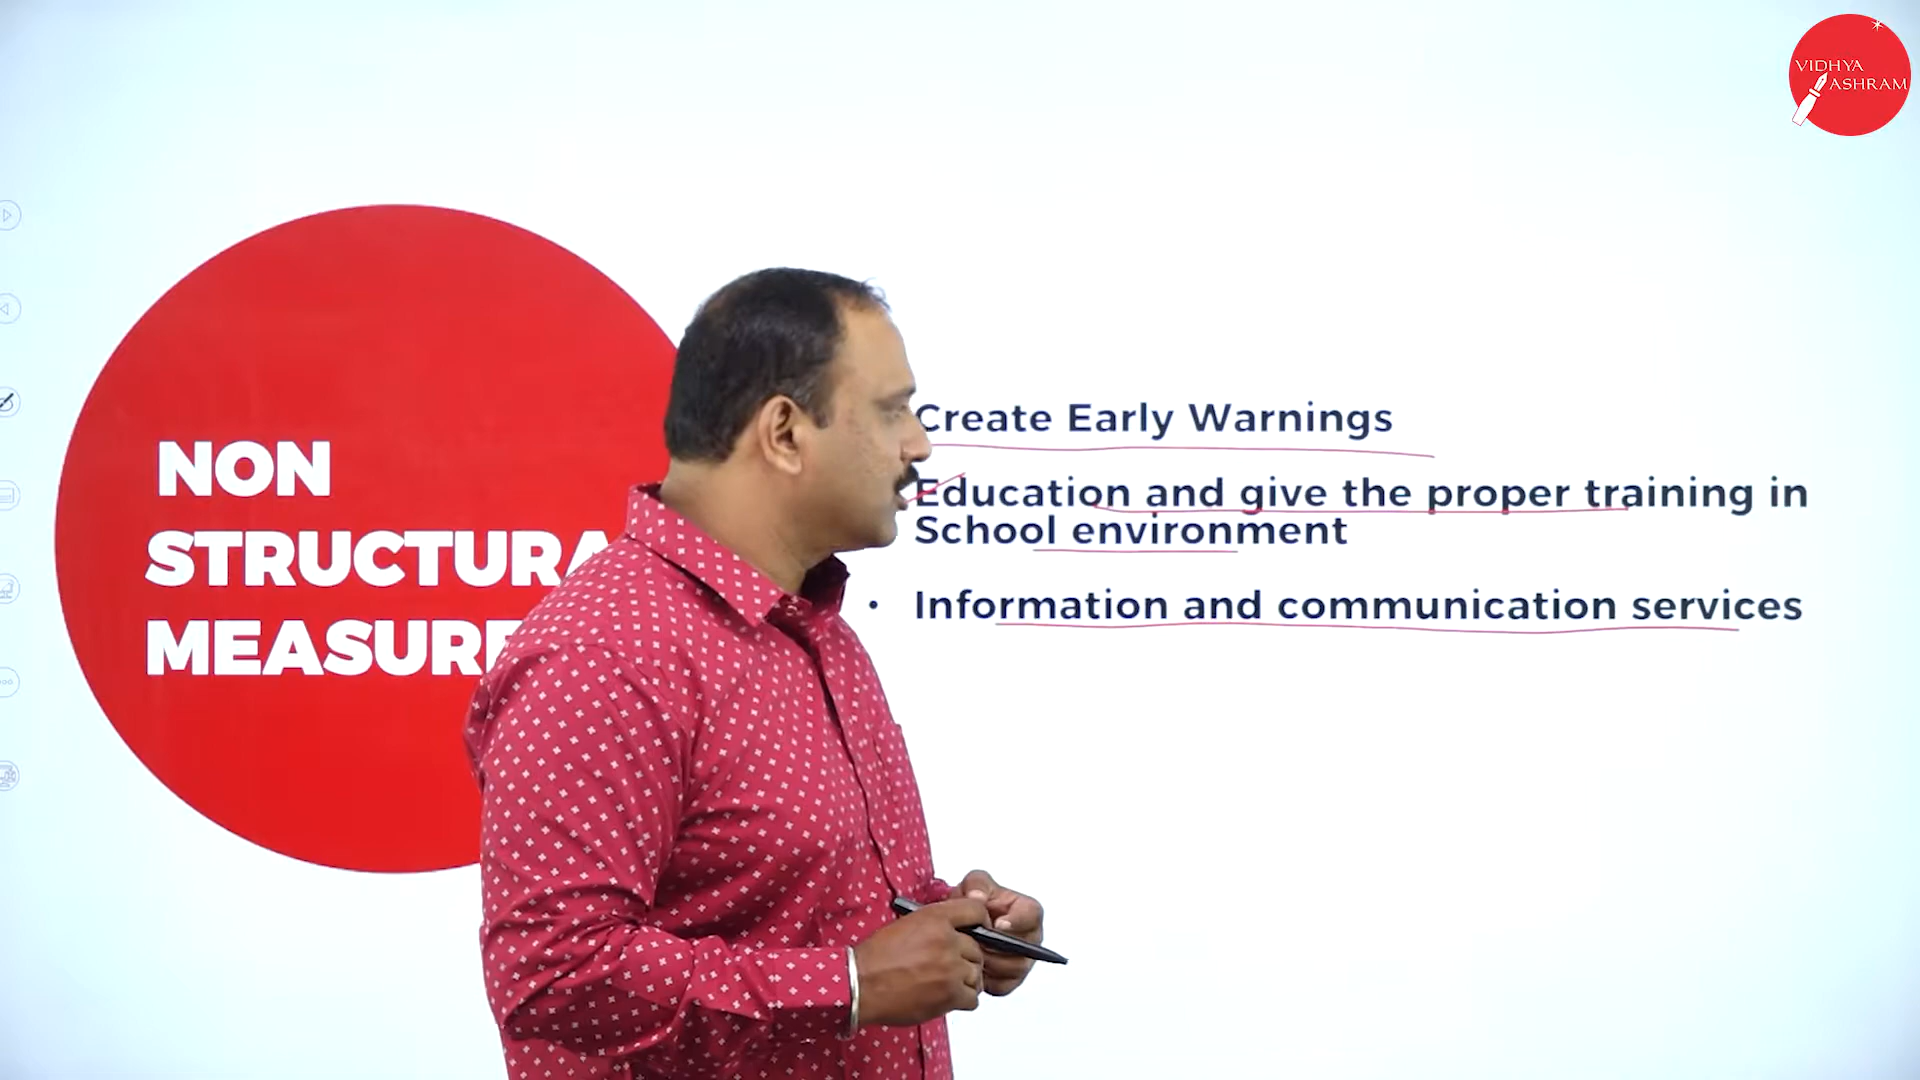 VIDHYA
ASHRAM
NON
STRUCTURA
MEASURE
Create Early Warnings
Education and give the proper training in
School environment
• Information and communication services